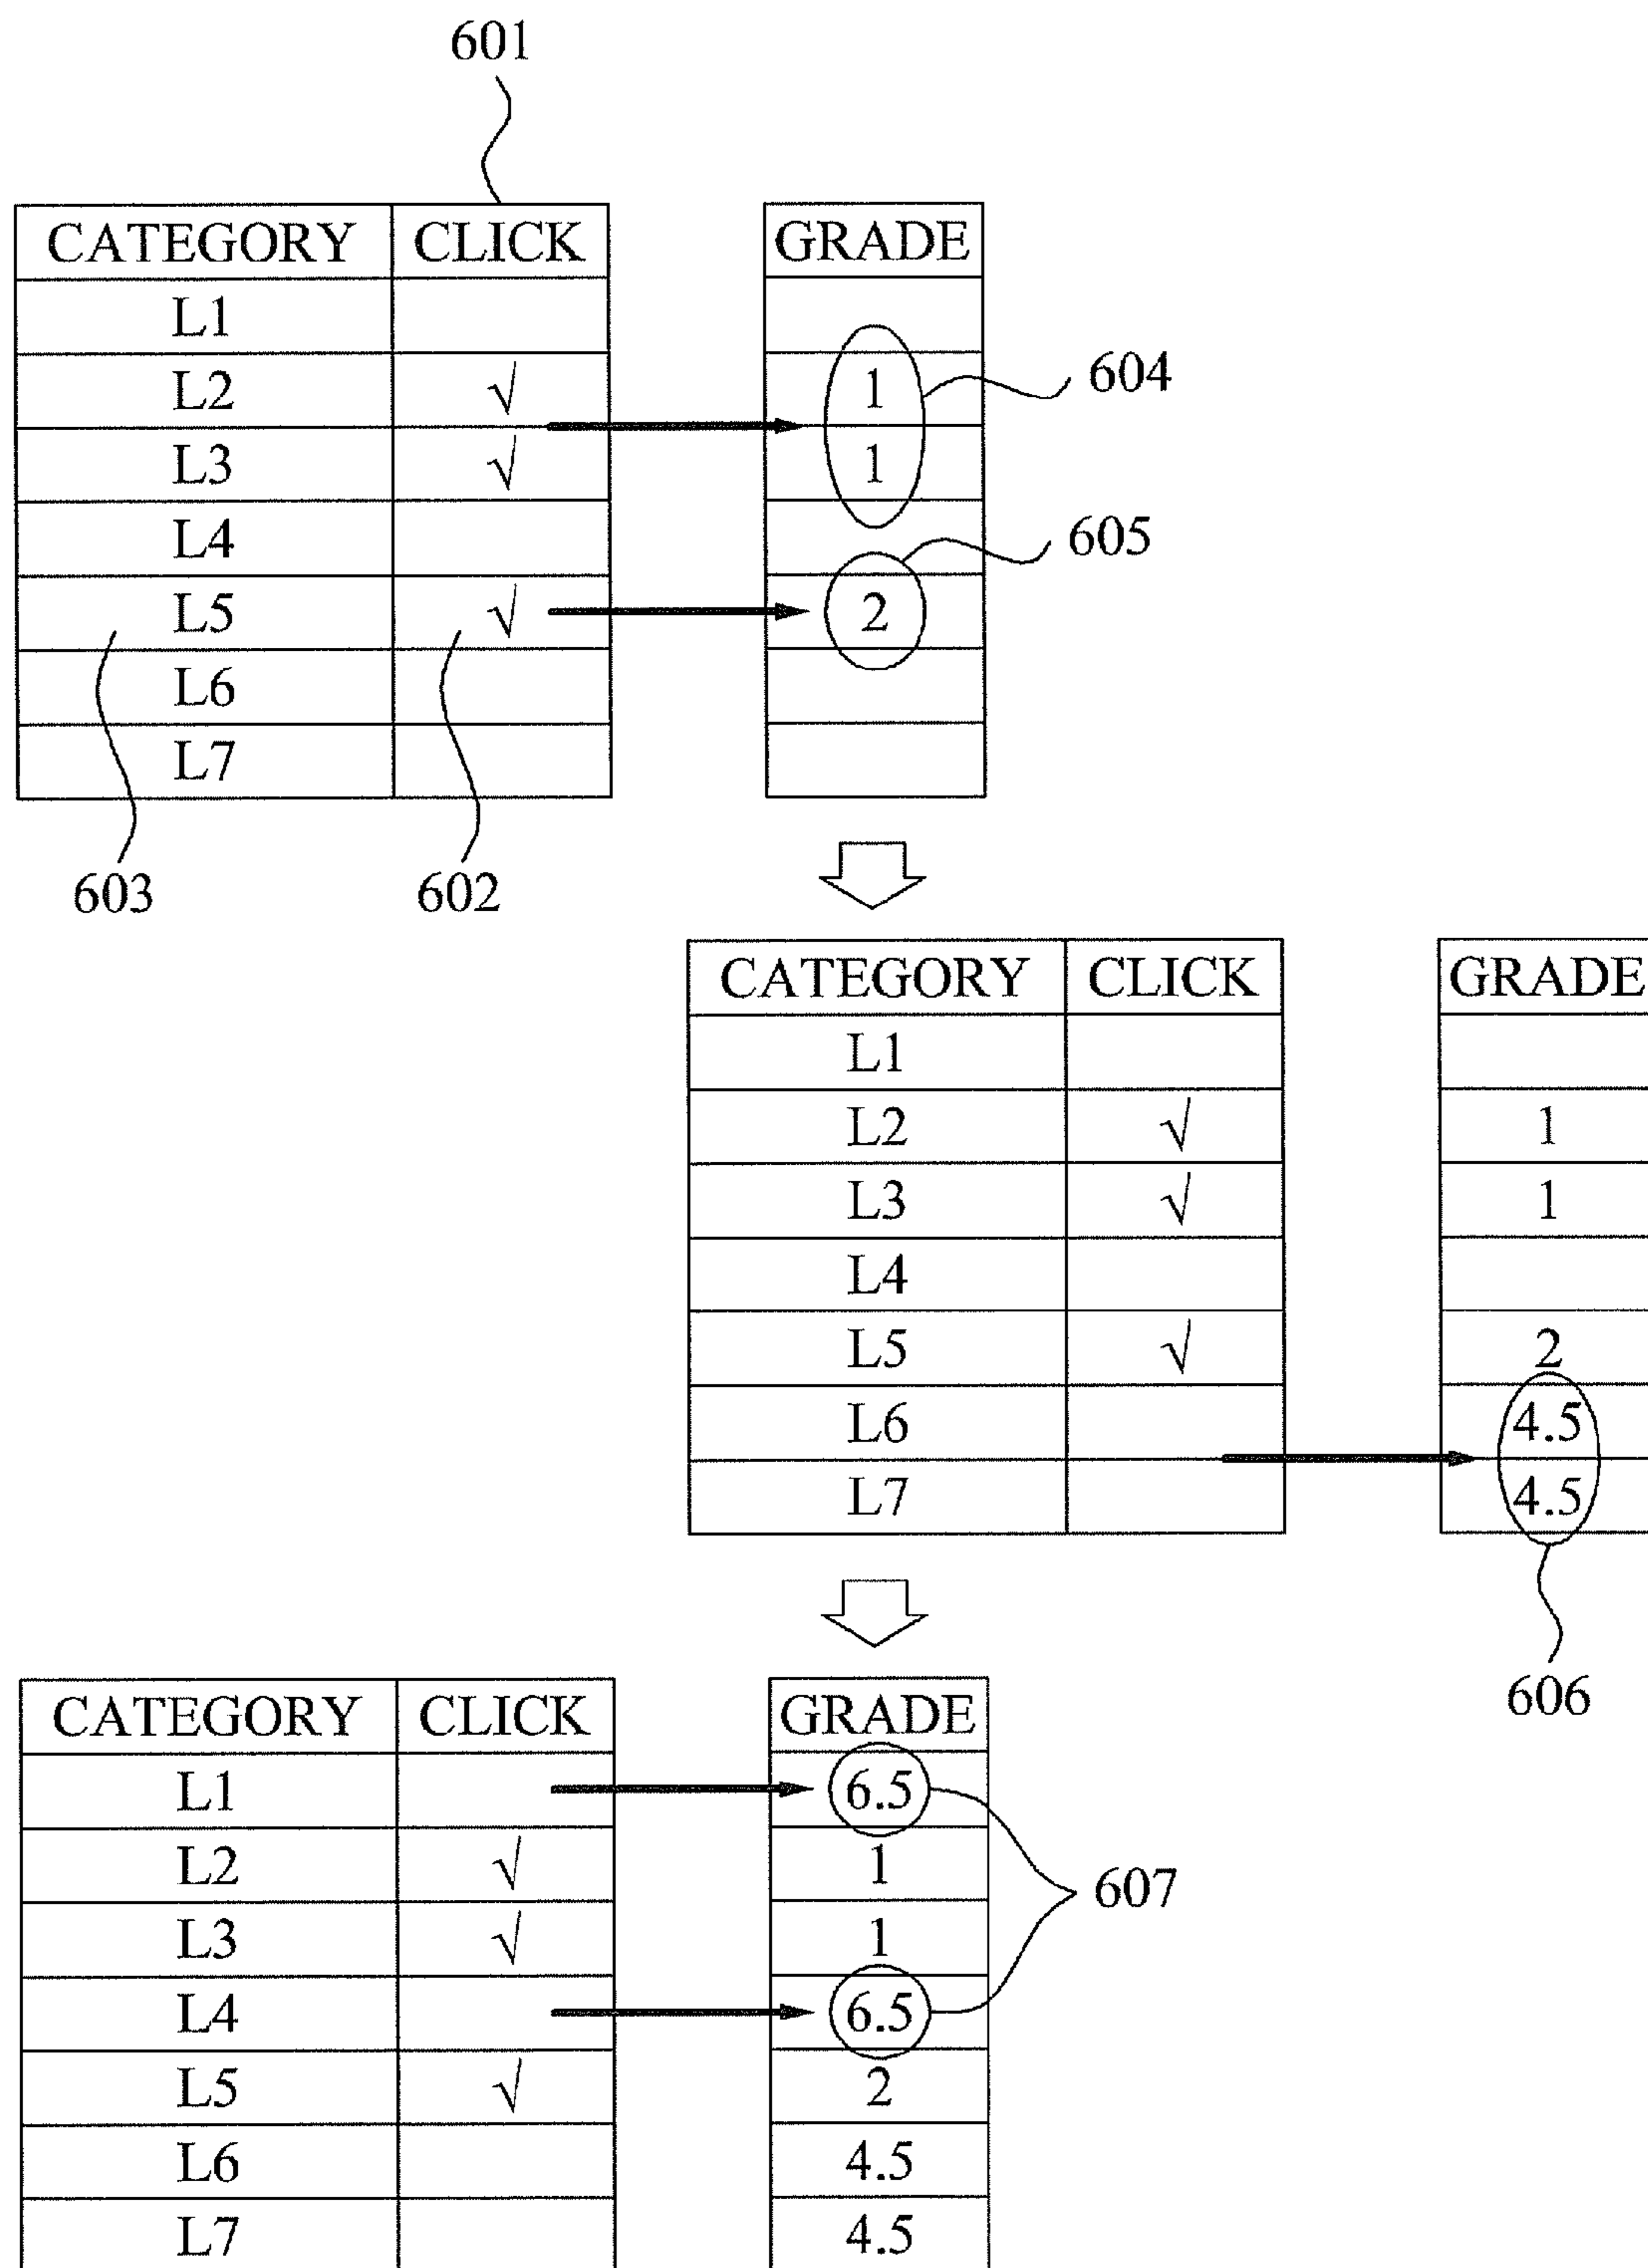 601
CATEGORY CLICK GRADE
L1
L2 √ 1
604
L3 √ 1
L4
605
L5 √ 2
L6
L7
603 602
CATEGORY CLICK GRADE
L1
L2 √ 1
L3 √ 1
L4
L5 √ 2
L6 4.5
L7 4.5
606
CATEGORY CLICK GRADE
L1 6.5
L2 √ 1
607
L3 √ 1
L4 6.5
L5 √ 2
L6 4.5
L7 4.5